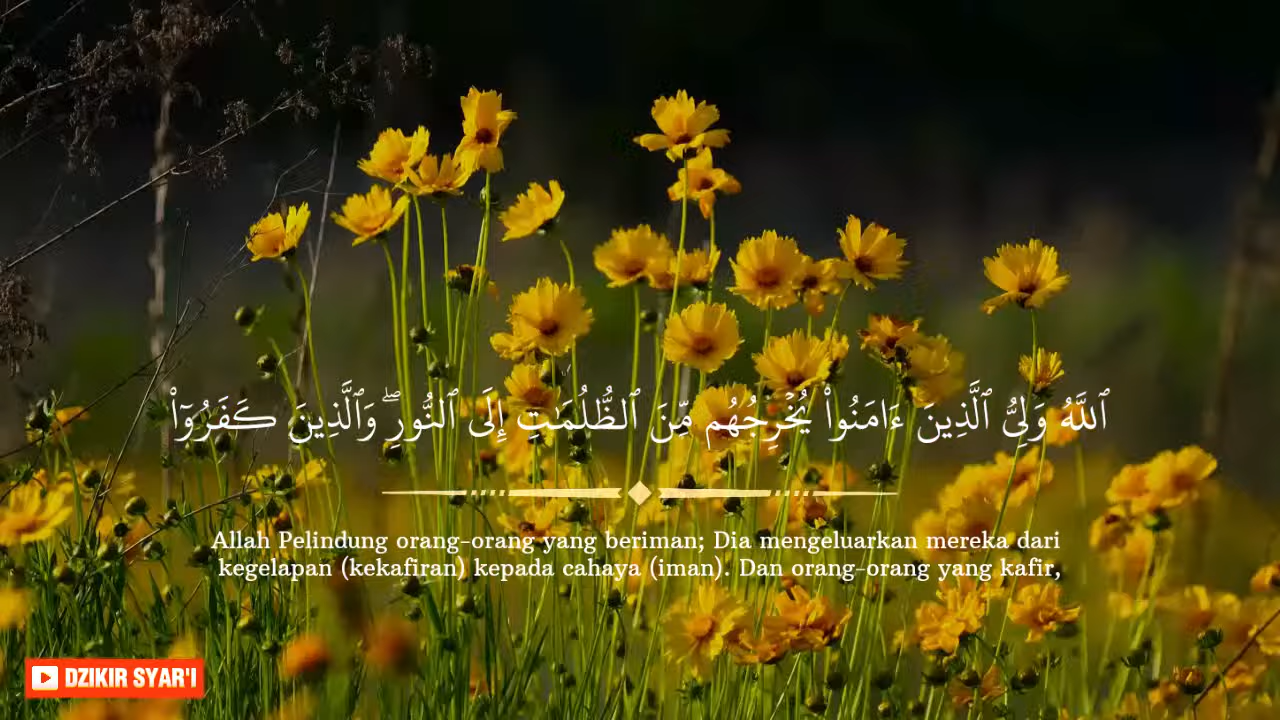 ٱللَّهُ وَلِىُّ ٱلَّذِينَ ءَامَنُوا۟ يُخْرِجُهُم مِّنَ ٱلظُّلُمَـٰتِ إِلَى ٱلنُّورِ ۖ وَٱلَّذِينَ كَفَرُوٓا۟
Allah Pelindung orang-orang yang beriman; Dia mengeluarkan mereka dari
kegelapan (kekafiran) kepada cahaya (iman). Dan orang-orang yang kafir,
DZIKIR SYAR'I